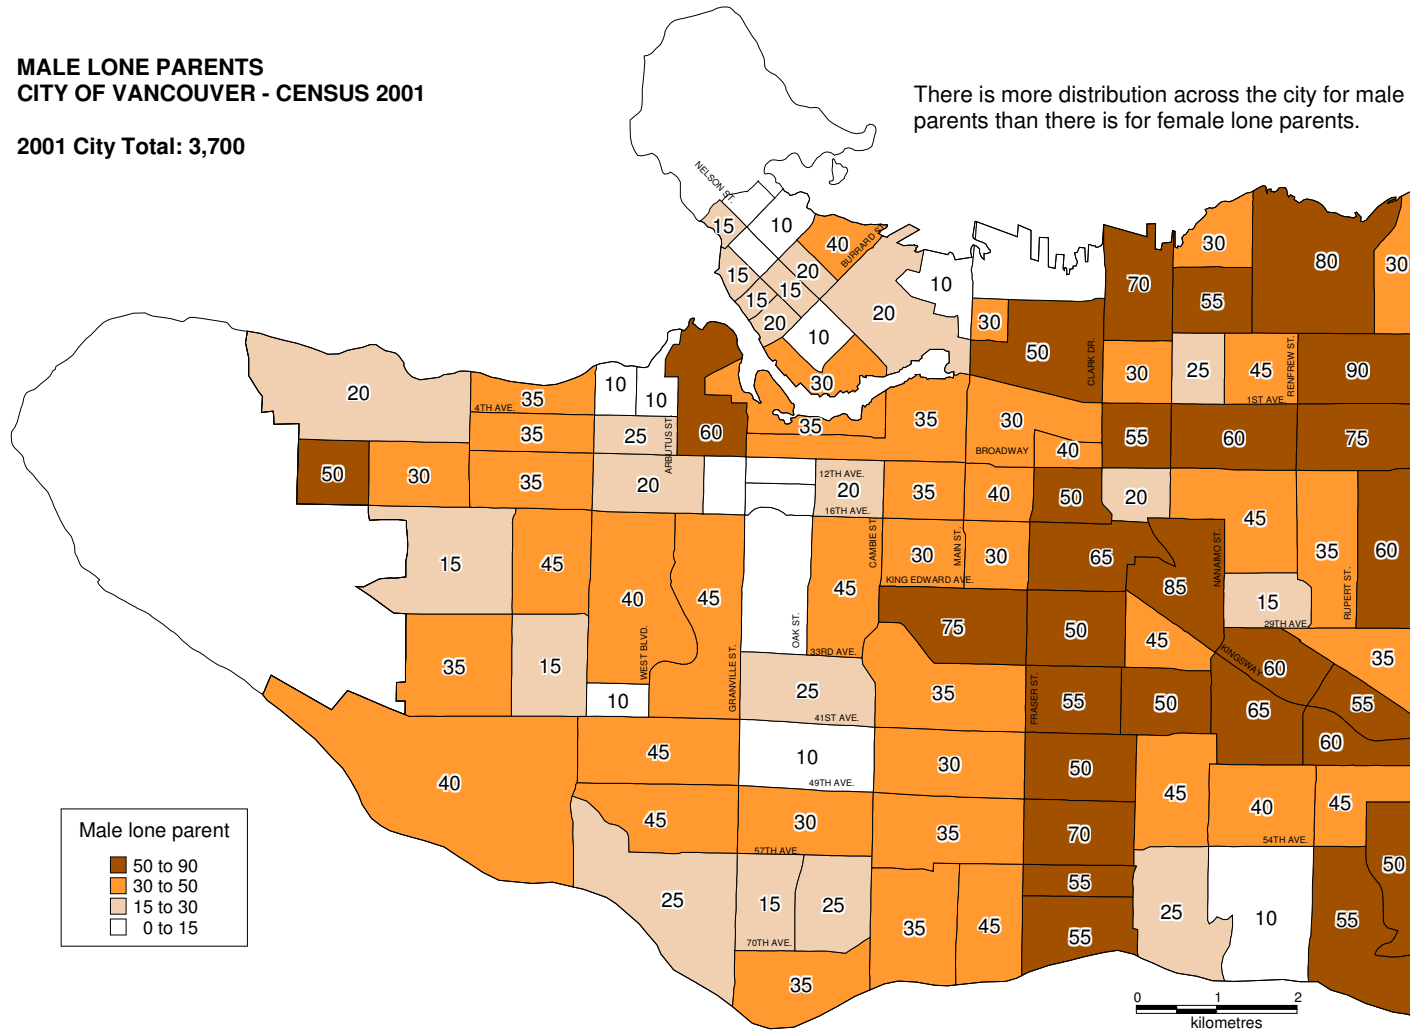 MALE LONE PARENTS
CITY OF VANCOUVER - CENSUS 2001
2001 City Total: 3,700
There is more distribution across the city for male
parents than there is for female lone parents.
NELSON ST.
15
10
40
BURRARD ST.
30
80
30
15
20
15
15
20
10
20
10
30
70
55
30
50
CLARK DR.
30
25
45
RENFREW ST.
90
1ST AVE.
20
35
4TH AVE.
10
10
35
25
ARBUTUS ST.
60
35
35
30
BROADWAY
40
55
60
75
50
30
35
20
12TH AVE.
20
16TH AVE.
35
40
50
20
45
35
60
15
45
40
45
CAMBIE ST.
45
30
MAIN ST.
30
KING EDWARD AVE.
65
85
NANAIMO ST.
15
29TH AVE.
RUPERT ST.
35
15
WEST BLVD.
10
GRANVILLE ST.
OAK ST.
33RD AVE.
75
50
45
KINGSWAY
60
35
25
41ST AVE.
35
FRASER ST.
55
50
65
55
60
40
45
10
49TH AVE.
30
50
45
40
45
54TH AVE.
45
30
57TH AVE.
35
70
50
25
15
25
70TH AVE.
35
45
55
55
25
10
55
35
Male lone parent
50 to 90
30 to 50
15 to 30
0 to 15
0 1 2
kilometres